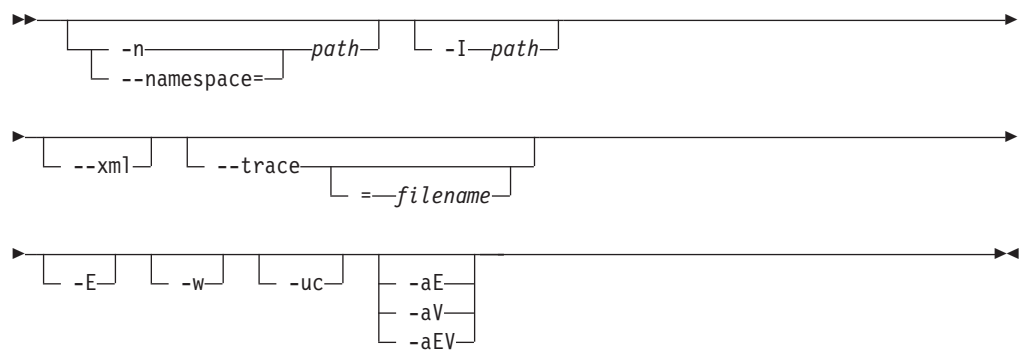 -n path -I path
--namespace=
--xml --trace
= filename
-E -w -uc -aE
-aV
-aEV